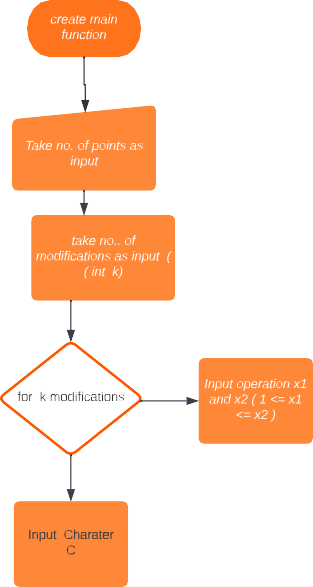 create main
function
Take no. of points as
input
take no.. of
modifications as input (
( int k)
for k modifications
Input operation x1
and x2 ( 1 <= x1
<= x2 )
Input Charater
C